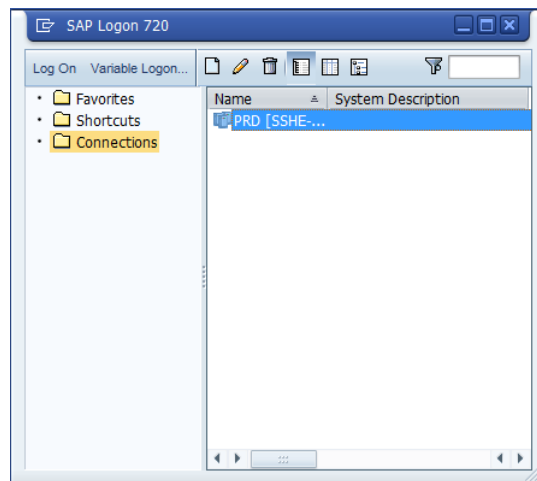 SAP Logon 720
Log On Variable Logon...
Favorites
Shortcuts
Connections
Name System Description
PRD [SSHE-...